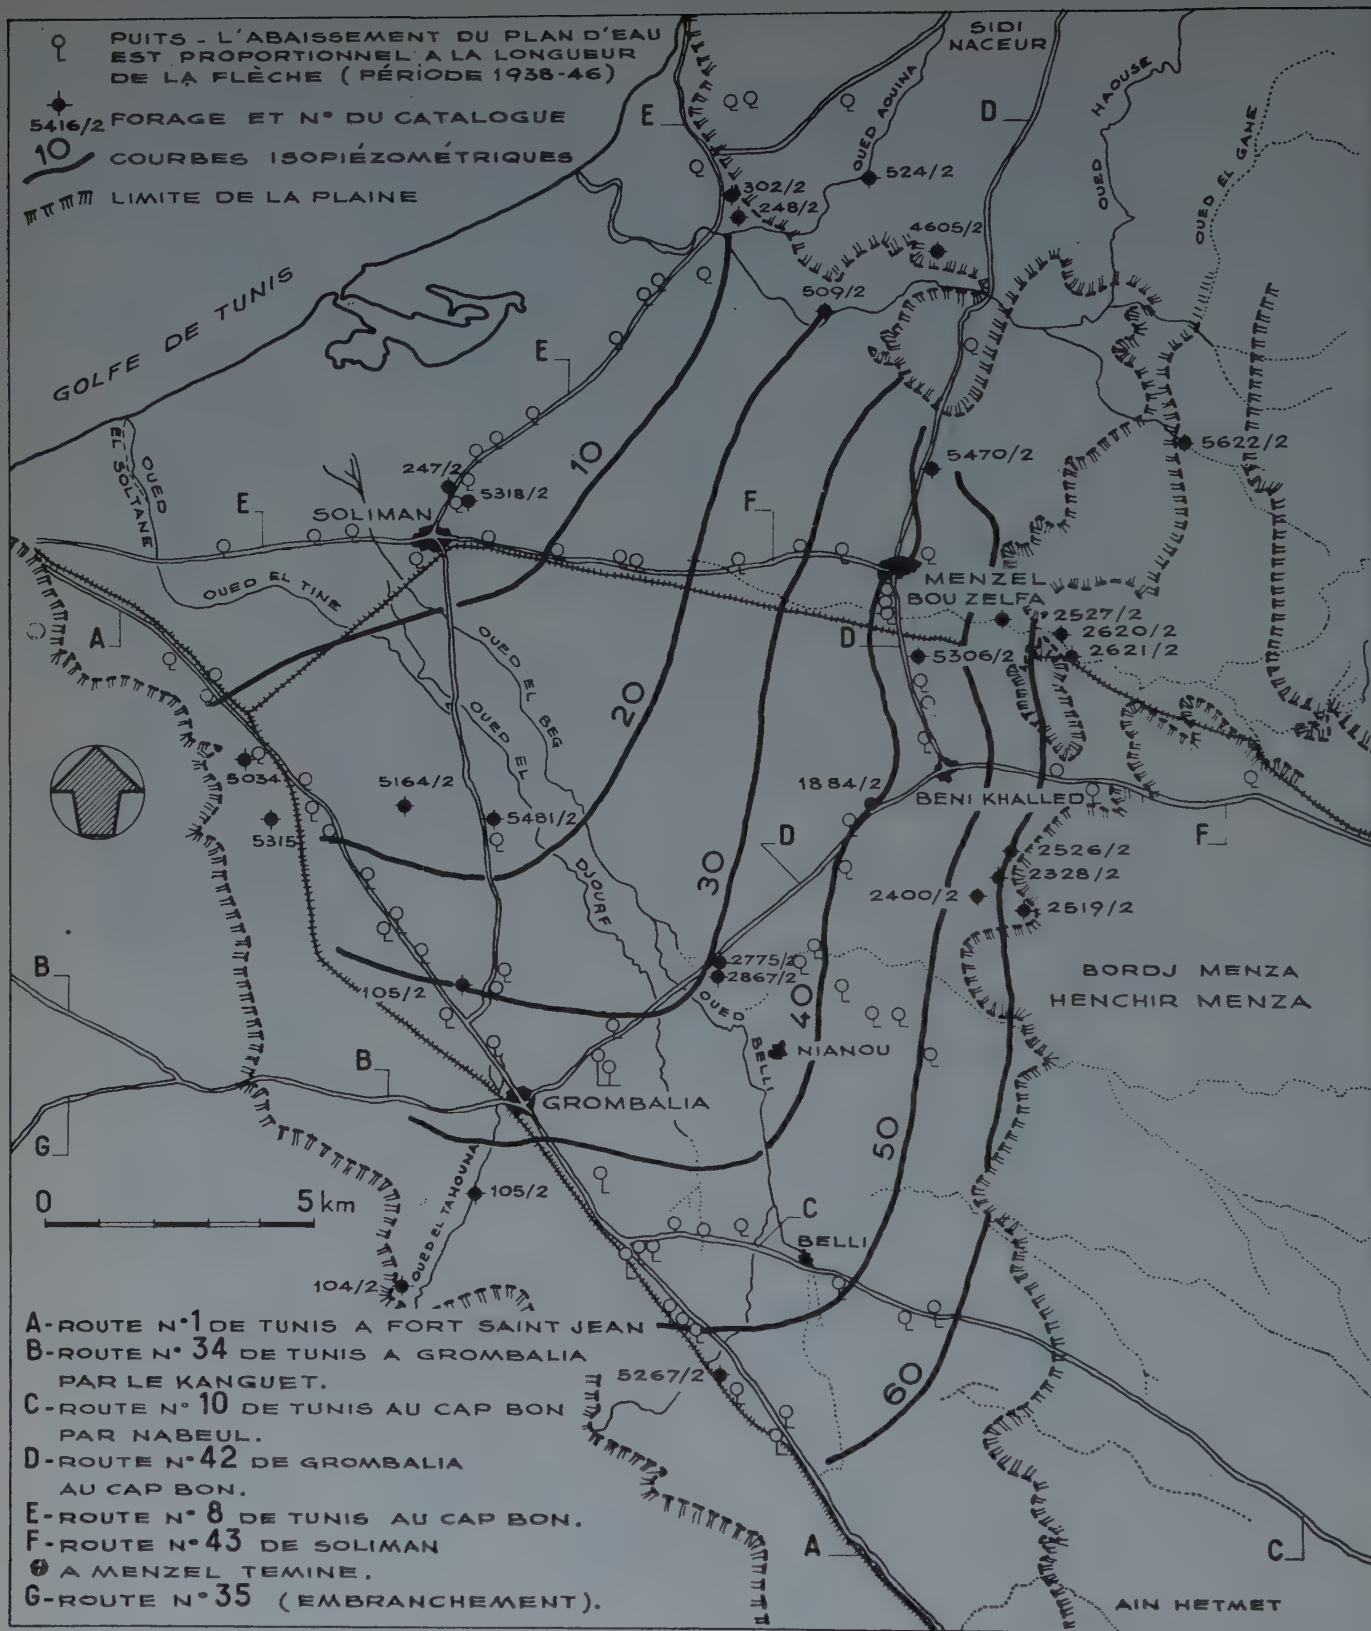 PUITS - L'ABAISSEMENT DU PLAN D'EAU
EST PROPORTIONNEL A LA LONGUEUR
DE LA FLÈCHE (PÉRIODE 1938-46)
5416/2 FORAGE ET N° DU CATALOGUE
10 COURBES ISOPIÉZOMÉTRIQUES
LIMITE DE LA PLAINE
SIDI
NACEUR
E
D
OUED AOUINA
OUED HAOUSE
OUED EL GANE
302/2
248/2
524/2
4605/2
509/2
GOLFE DE TUNIS
E
OUED
EL SOLTANE
247/2
5318/2
10
5470/2
5622/2
E
SOLIMAN
F
MENZEL
BOU ZELFA
OUED EL TINE
A
OUED EL BEG
D
2527/2
2620/2
2621/2
5306/2
20
OUED EL
DJOURF
5034
5164/2
5481/2
5315
1884/2
BENI KHALLED
F
D
30
2526/2
2328/2
2400/2
2519/2
B
105/2
2775/2
2867/2
BORDJ MENZA
HENCHIR MENZA
OUED
BELLI
40
NIANOU
B
GROMBALIA
G
50
0 5 km
OUED EL TAHOUNA
105/2
C
BELLI
104/2
5267/2
60
A-ROUTE N°1 DE TUNIS A FORT SAINT JEAN
B-ROUTE N° 34 DE TUNIS A GROMBALIA
PAR LE KANGUET.
C-ROUTE N° 10 DE TUNIS AU CAP BON
PAR NABEUL.
D-ROUTE N° 42 DE GROMBALIA
AU CAP BON.
E-ROUTE N° 8 DE TUNIS AU CAP BON.
F-ROUTE N° 43 DE SOLIMAN
A MENZEL TEMINE.
G-ROUTE N° 35 (EMBRANCHEMENT).
A
C
AIN HETMET